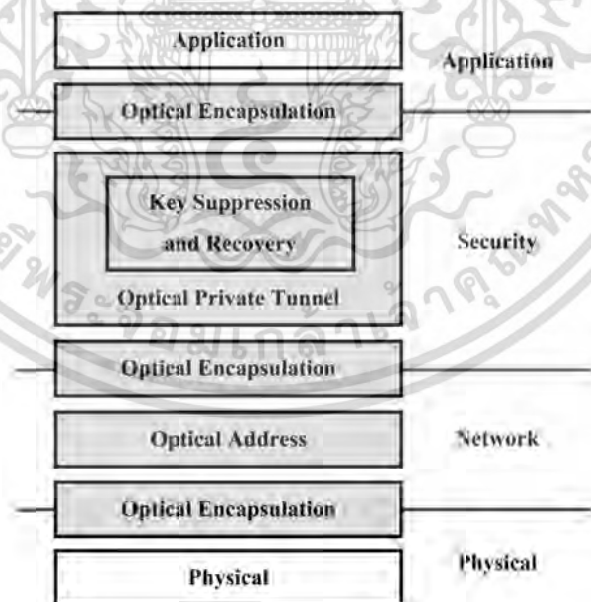 Application
Application
Optical Encapsulation
Key Suppression
and Recovery
Security
Optical Private Tunnel
Optical Encapsulation
Optical Address
Network
Optical Encapsulation
Physical
Physical